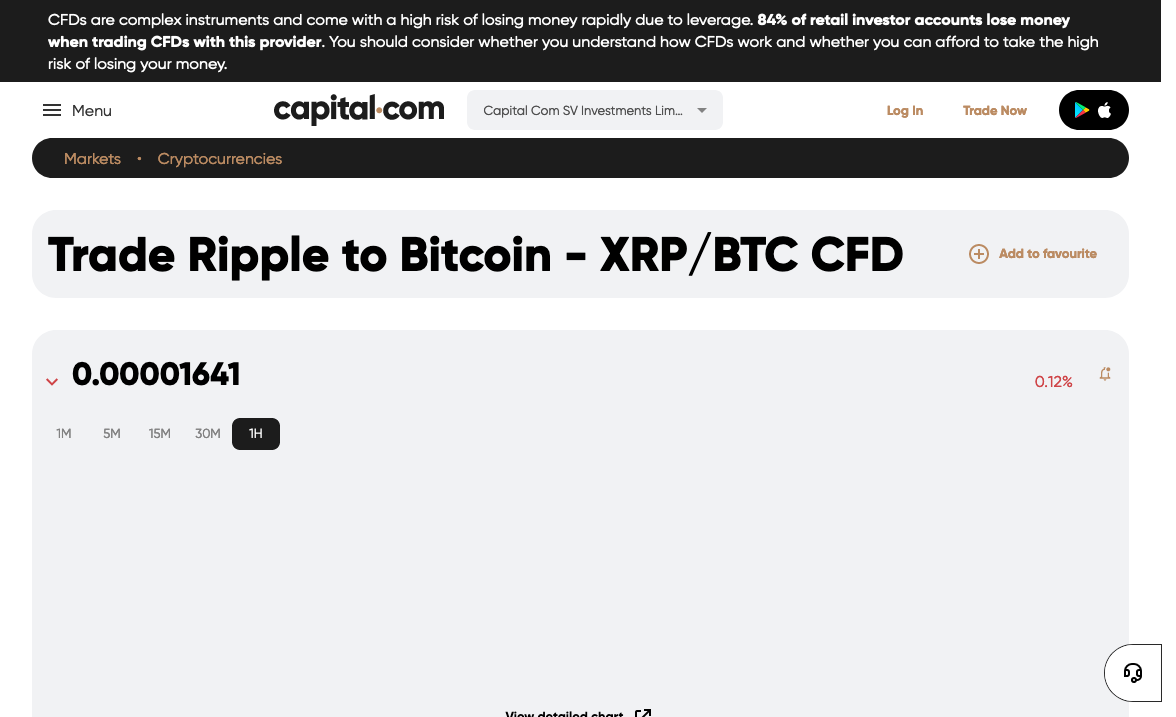 CFDs are complex instruments and come with a high risk of losing money rapidly due to leverage. 84% of retail investor accounts lose money
when trading CFDs with this provider. You should consider whether you understand how CFDs work and whether you can afford to take the high
risk of losing your money.
Menu
capital.com
Capital Com SV Investments Lim...
Log In
Trade Now
Markets • Cryptocurrencies
Trade Ripple to Bitcoin - XRP/BTC CFD
Add to favourite
0.00001641
0.12%
1M 5M 15M 30M 1H
View detailed chart